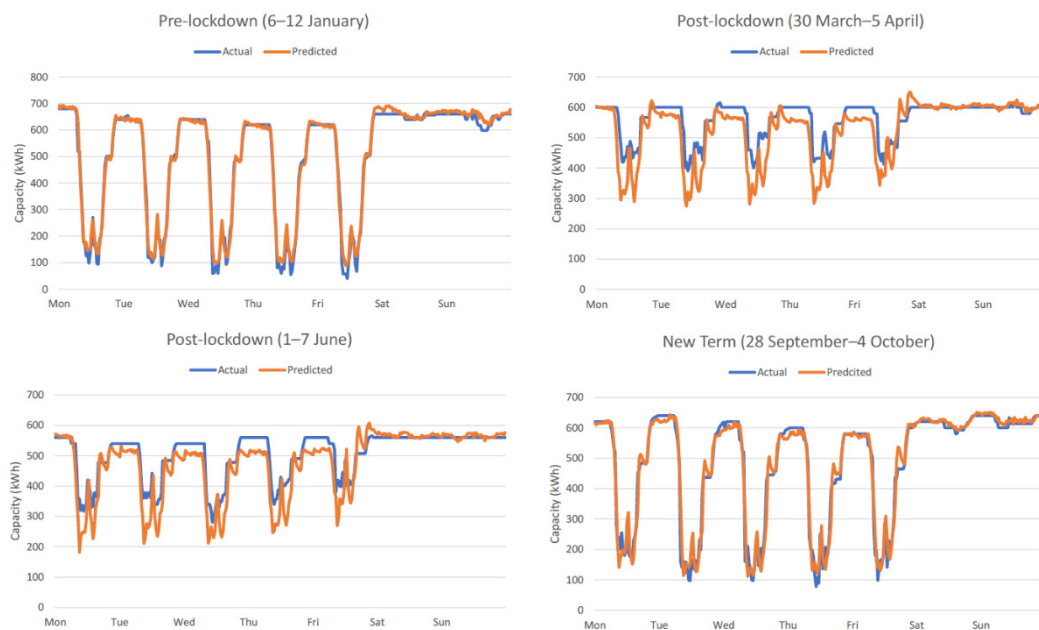 Pre-lockdown (6–12 January)
Actual Predicted
800
700
600
500
400
300
200
100
0
Capacity (kWh)
Mon Tue Wed Thu Fri Sat Sun
Post-lockdown (30 March–5 April)
Actual Predicted
700
600
500
400
300
200
100
0
Capacity (kWh)
Mon Tue Wed Thu Fri Sat Sun
Post-lockdown (1–7 June)
Actual Predicted
700
600
500
400
300
200
100
0
Capacity (kWh)
Mon Tue Wed Thu Fri Sat Sun
New Term (28 September–4 October)
Actual Predcited
700
600
500
400
300
200
100
0
Capacity (kWh)
Mon Tue Wed Thu Fri Sat Sun